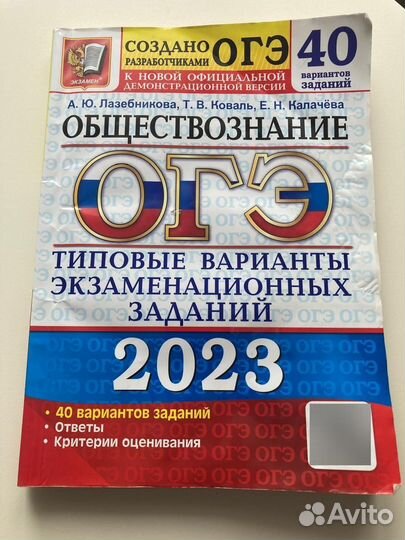 СОЗДАНО
РАЗРАБОТЧИКАМИ
ОГЭ
К НОВОЙ ОФИЦИАЛЬНОЙ
ДЕМОНСТРАЦИОННОЙ ВЕРСИИ
40
вариантов
заданий
ЭКЗАМЕН
А. Ю. Лазебникова, Т. В. Коваль, Е. Н. Калачёва
ОБЩЕСТВОЗНАНИЕ
ОГЭ
ТИПОВЫЕ ВАРИАНТЫ
ЭКЗАМЕНАЦИОННЫХ
ЗАДАНИЙ
2023
• 40 вариантов заданий
• Ответы
• Критерии оценивания
Avito